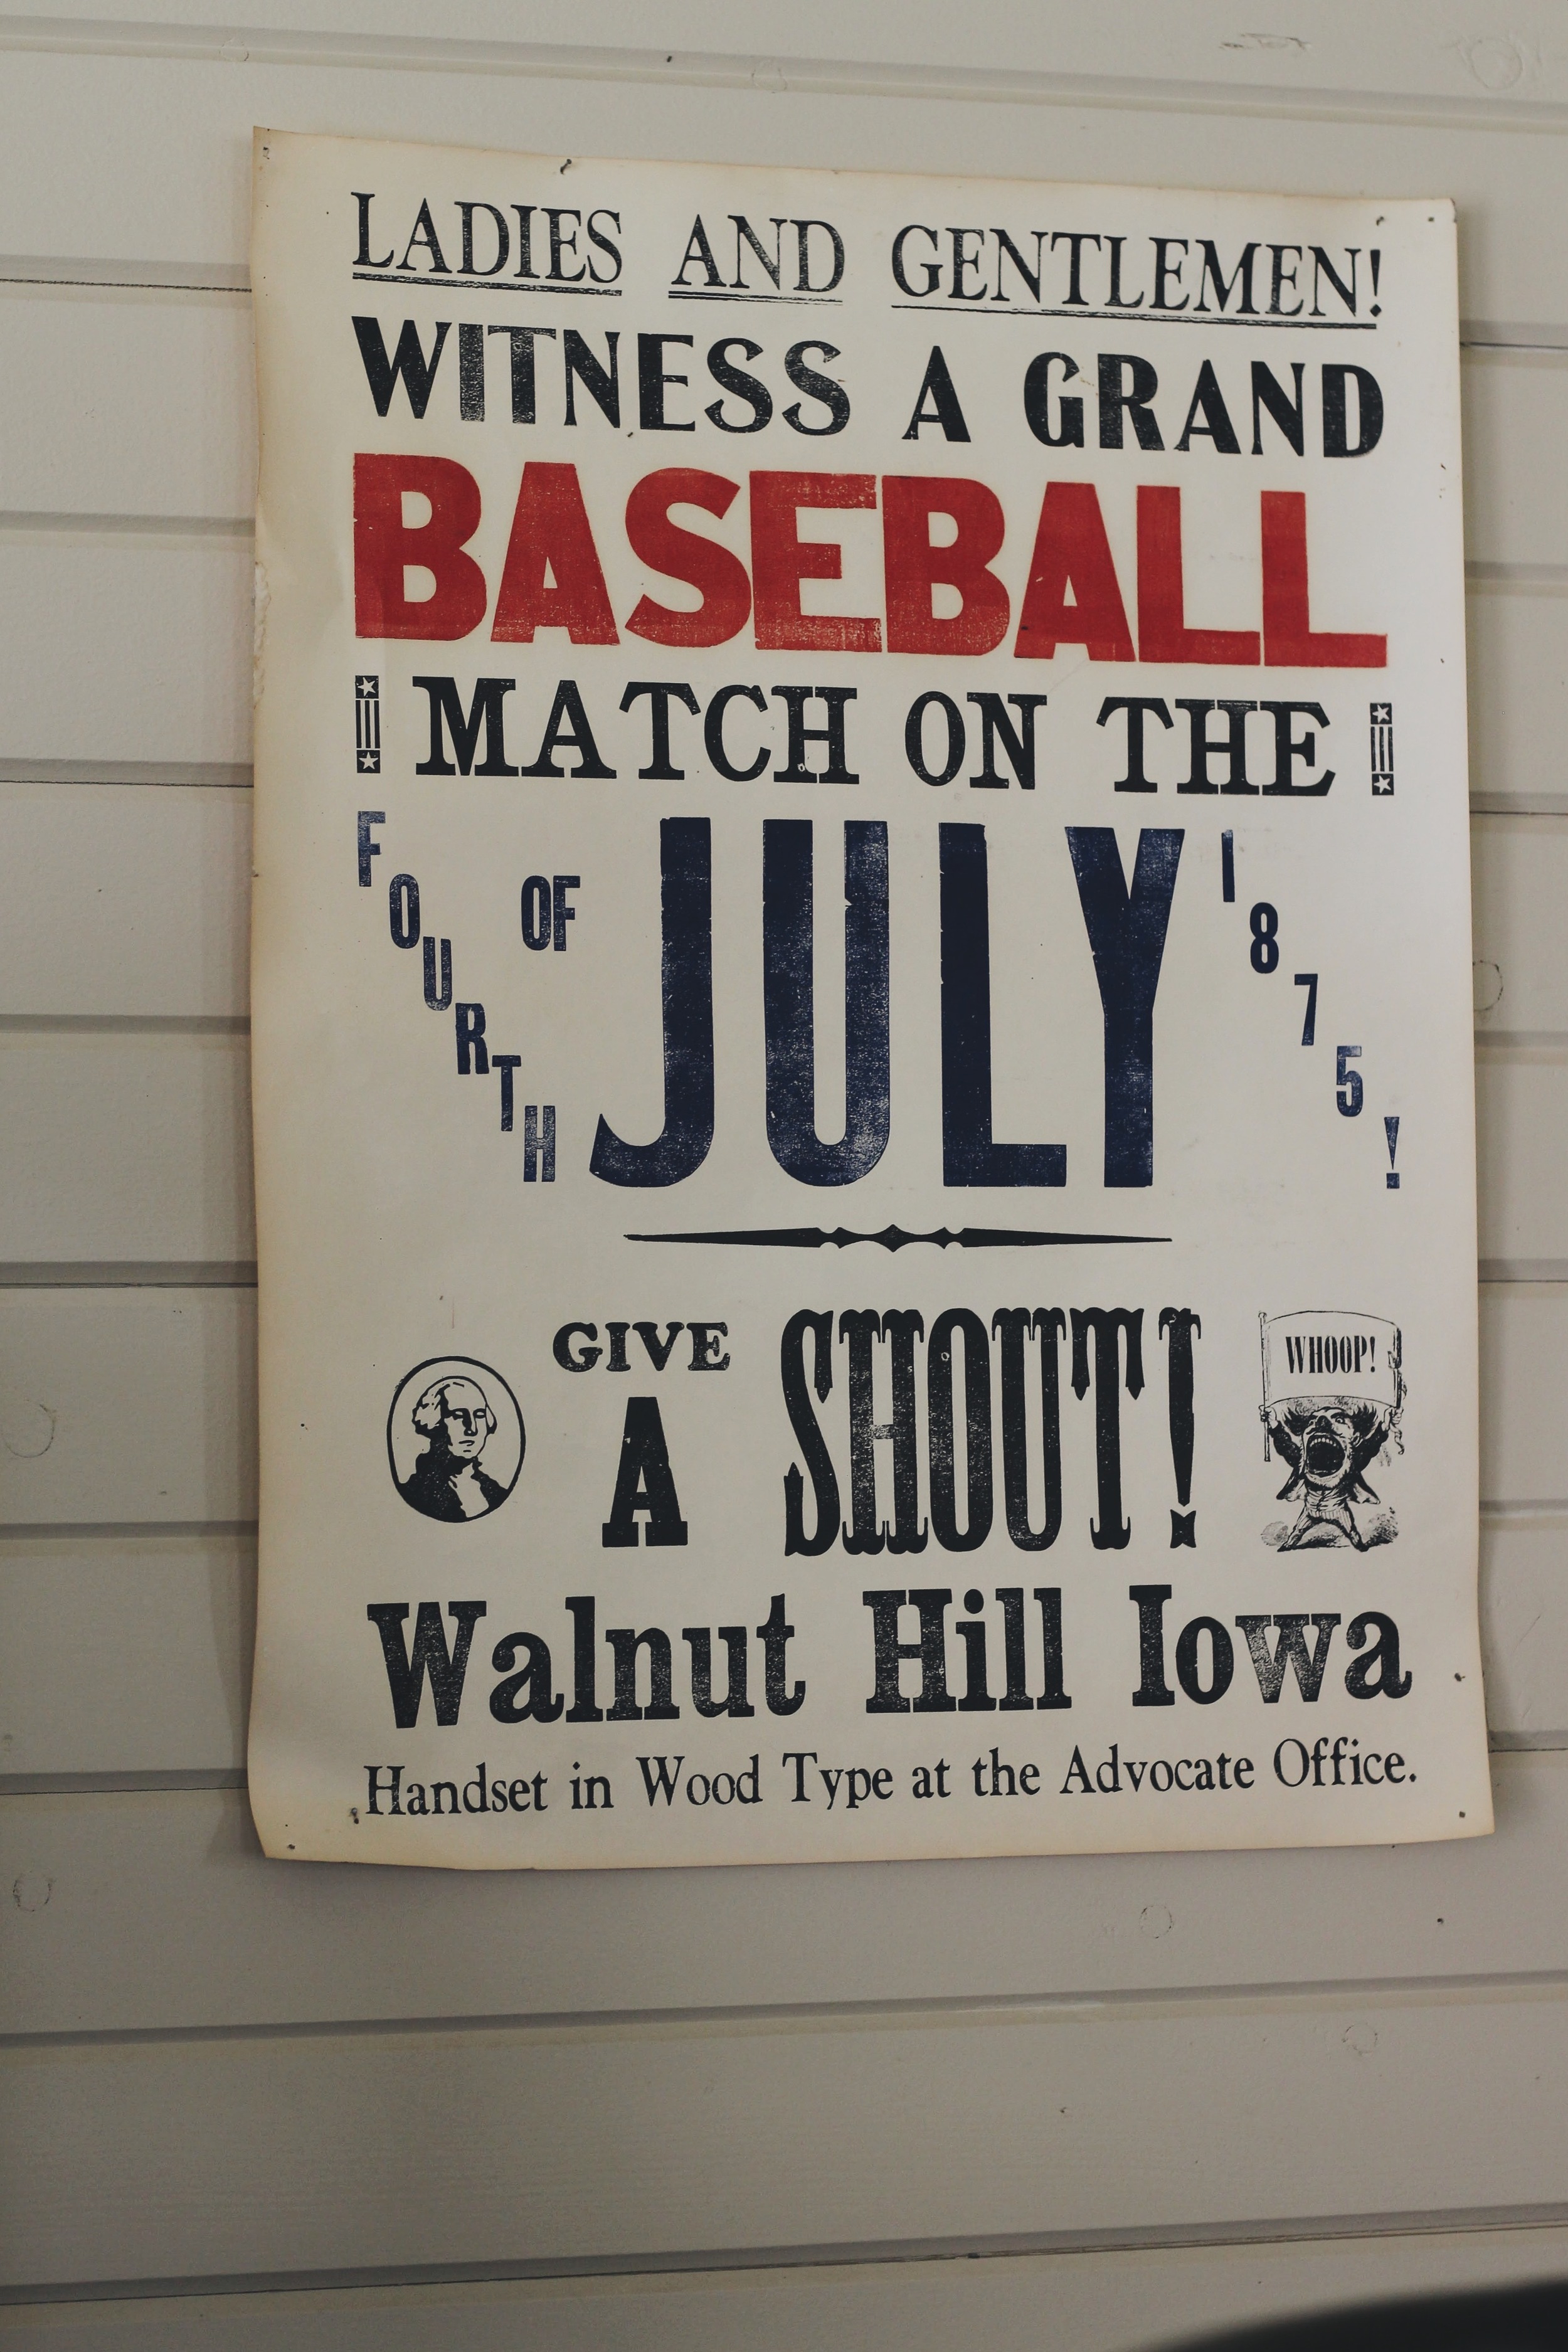 LADIES AND GENTLEMEN!
WITNESS A GRAND
BASEBALL
MATCH ON THE
FOURTH OF JULY 1875!
GIVE A SHOUT!
WHOOP!
Walnut Hill Iowa
Handset in Wood Type at the Advocate Office.